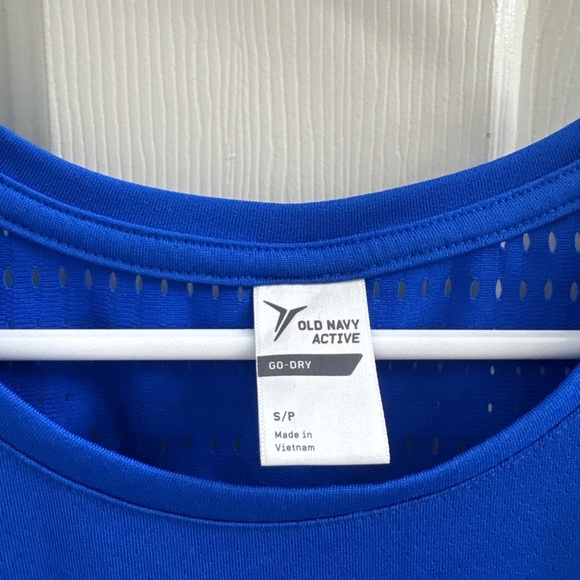 OLD NAVY
ACTIVE
GO-DRY
S/P
Made in
Vietnam